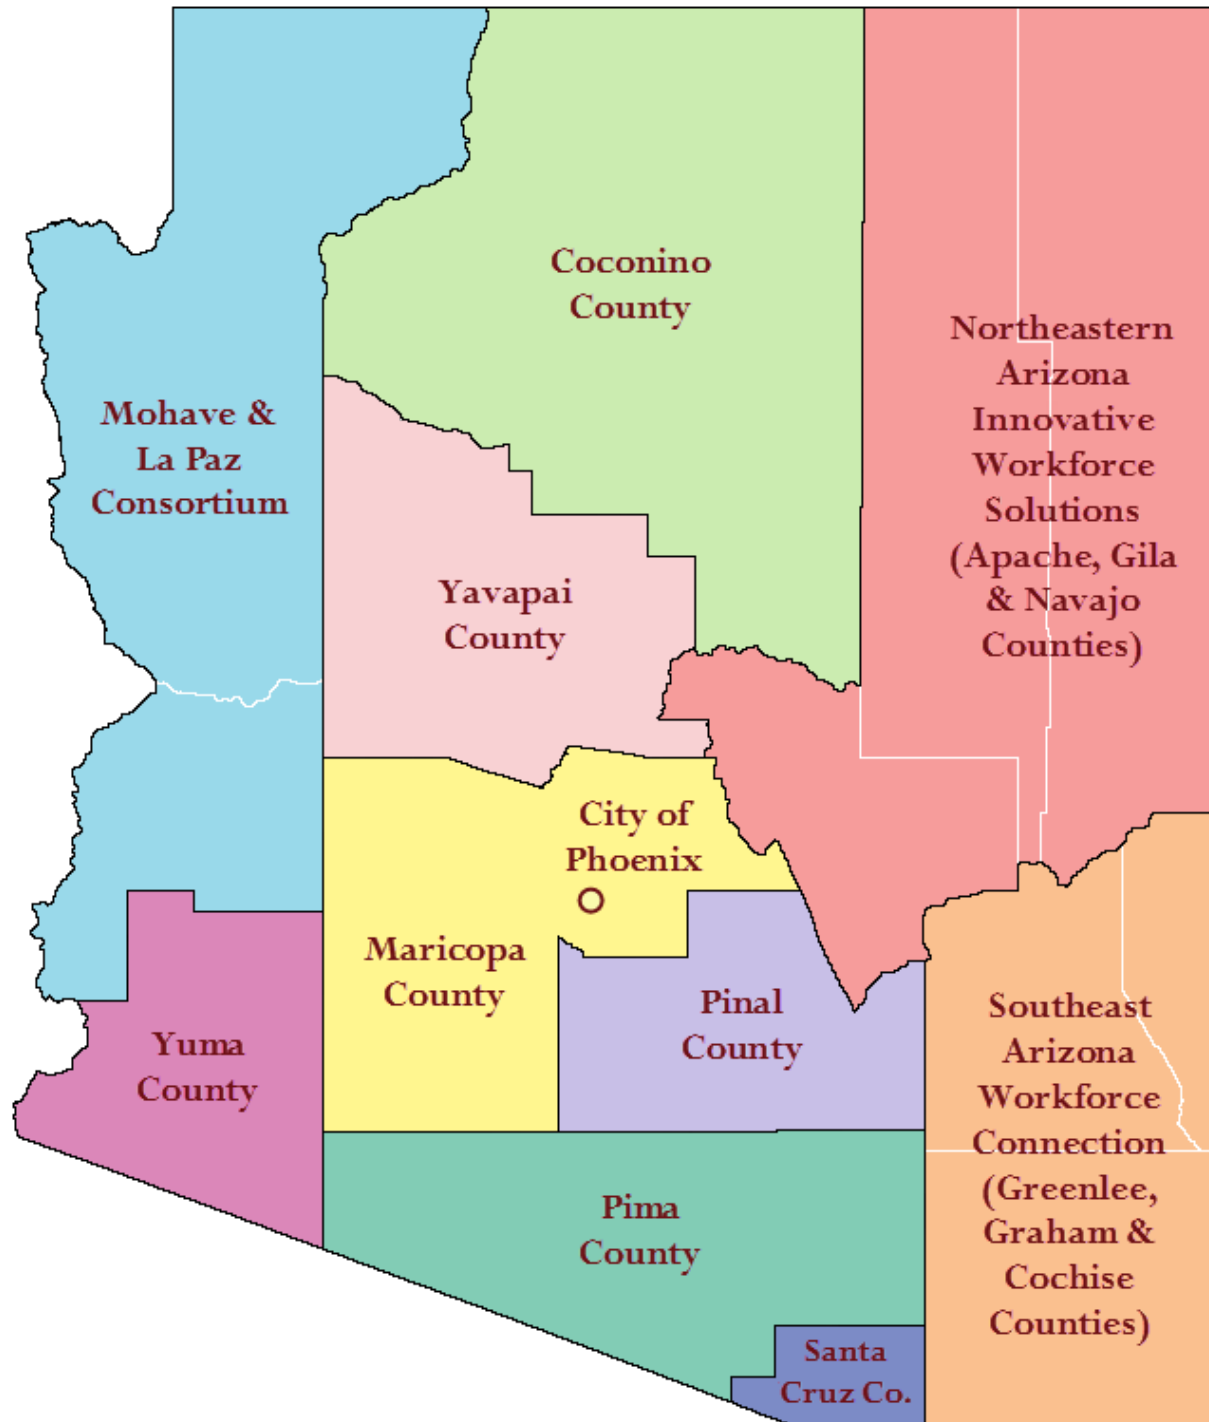 Coconino
County
Northeastern
Arizona
Innovative
Workforce
Solutions
(Apache, Gila
& Navajo
Counties)
Mohave &
La Paz
Consortium
Yavapai
County
City of
Phoenix
Maricopa
County
Pinal
County
Southeast
Arizona
Workforce
Connection
(Greenlee,
Graham &
Cochise
Counties)
Yuma
County
Pima
County
Santa
Cruz Co.